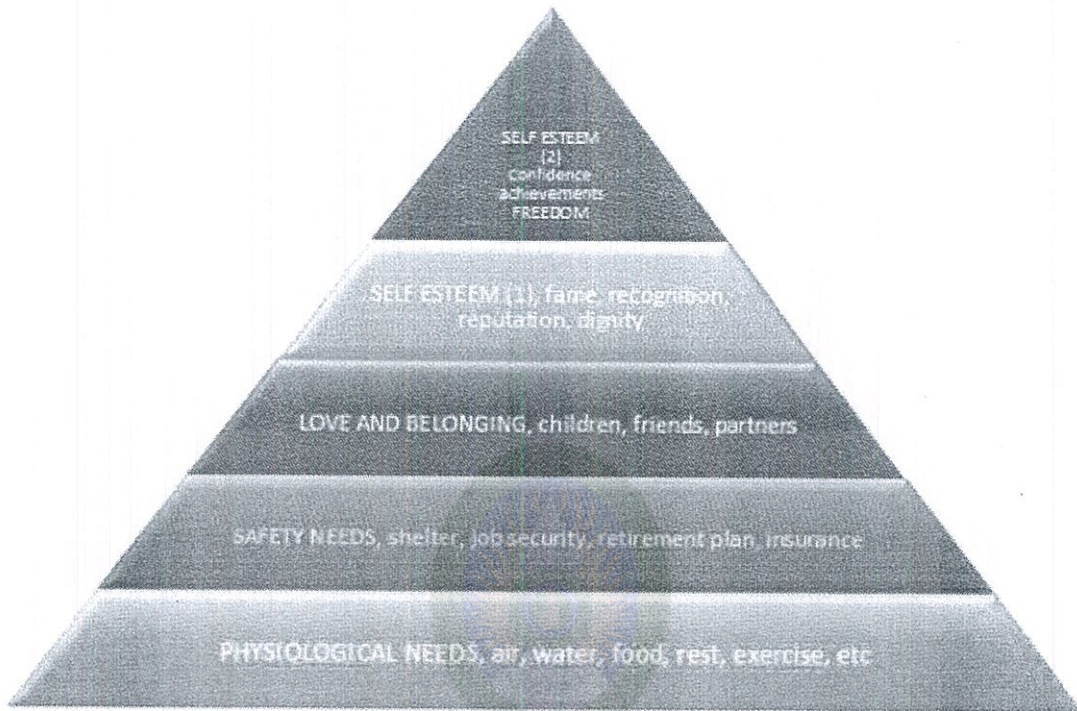 SELF ESTEEM
(2)
Confidence
achievements
FREEDOM
SELF ESTEEM (1), fame, recognition,
reputation, dignity
LOVE AND BELONGING, children, friends, partners
SAFETY NEEDS, shelter, job security, retirement plan, insurance
PHYSIOLOGICAL NEEDS, air, water, food, rest, exercise, etc